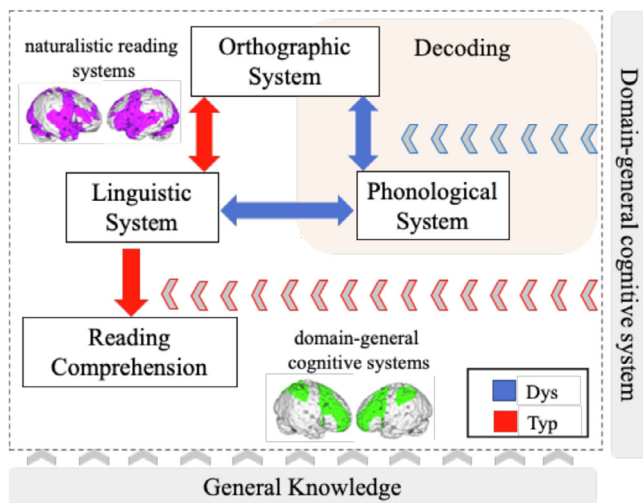 naturalistic reading
systems
Orthographic
System
Decoding
Linguistic
System
Phonological
System
Reading
Comprehension
domain-general
cognitive systems
Dys
Typ
Domain-general cognitive system
General Knowledge